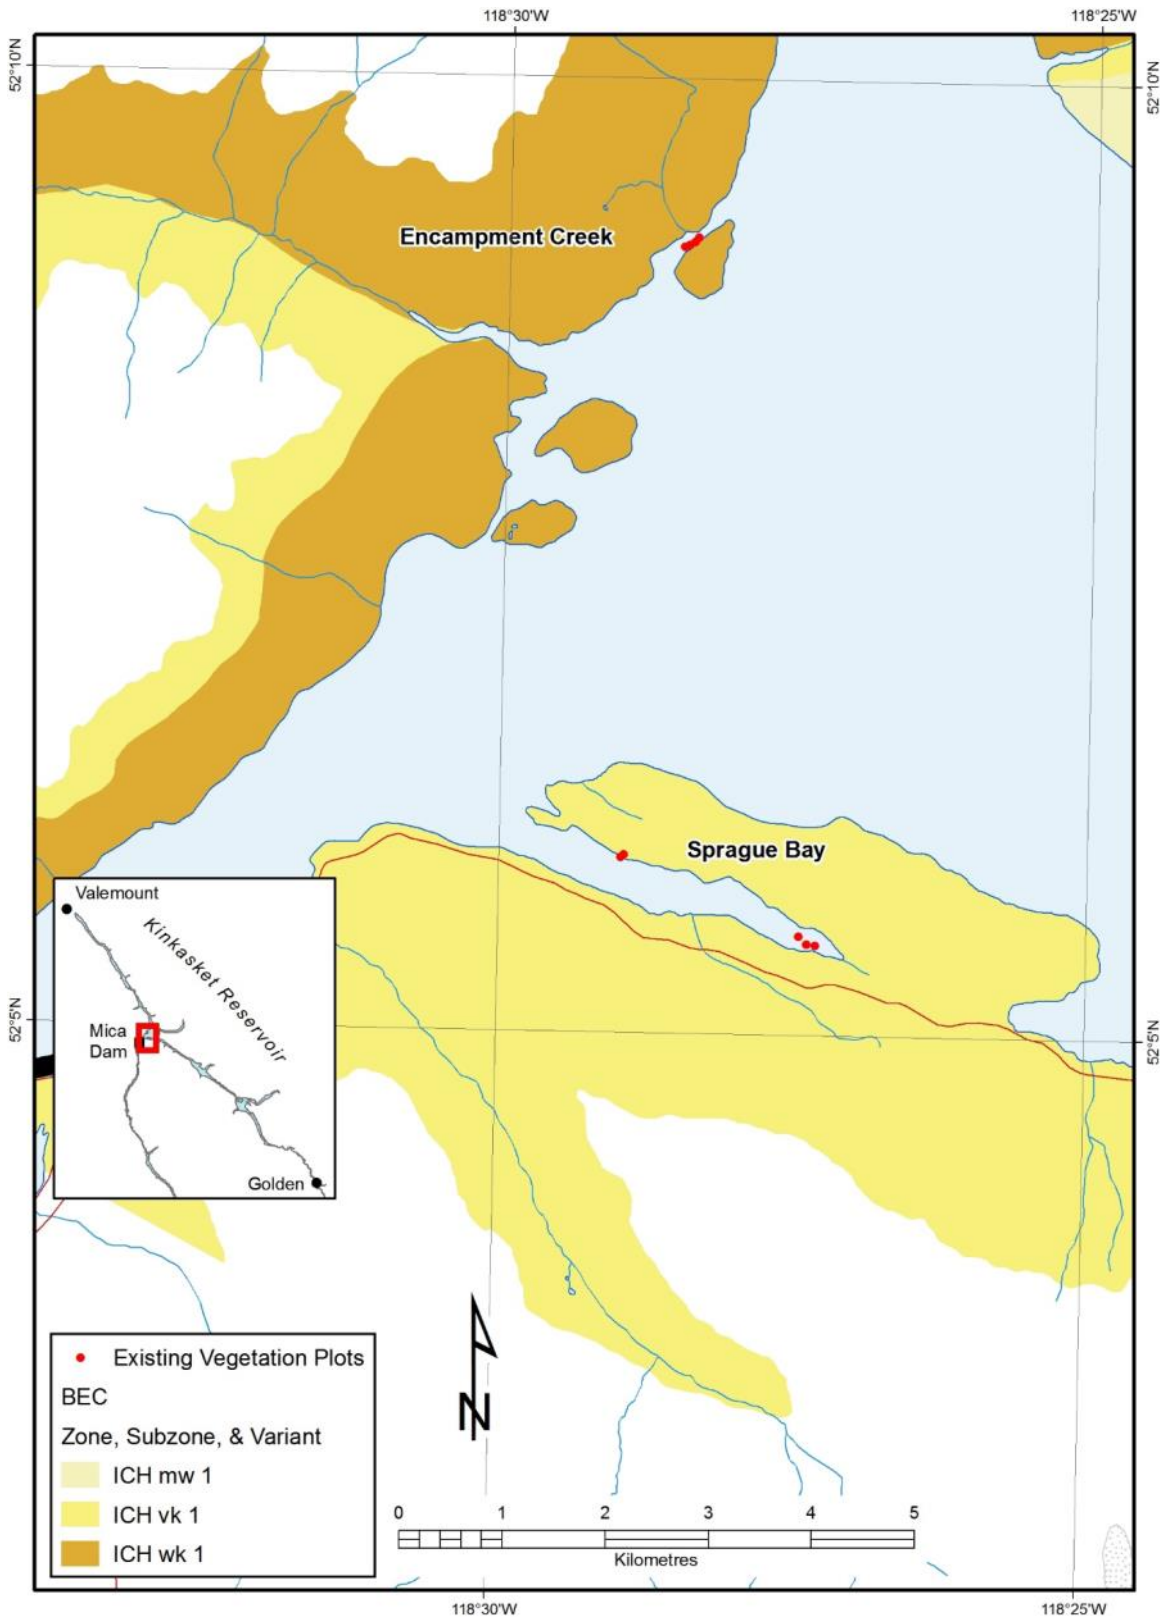 118°30'W
118°25'W
52°10'N
52°10'N
Encampment Creek
Sprague Bay
Valemount
Kinkasket Reservoir
Mica
Dam
Golden
52°5'N
52°5'N
N
Existing Vegetation Plots
BEC
Zone, Subzone, & Variant
ICH mw 1
ICH vk 1
ICH wk 1
0 1 2 3 4 5
Kilometres
118°30'W
118°25'W